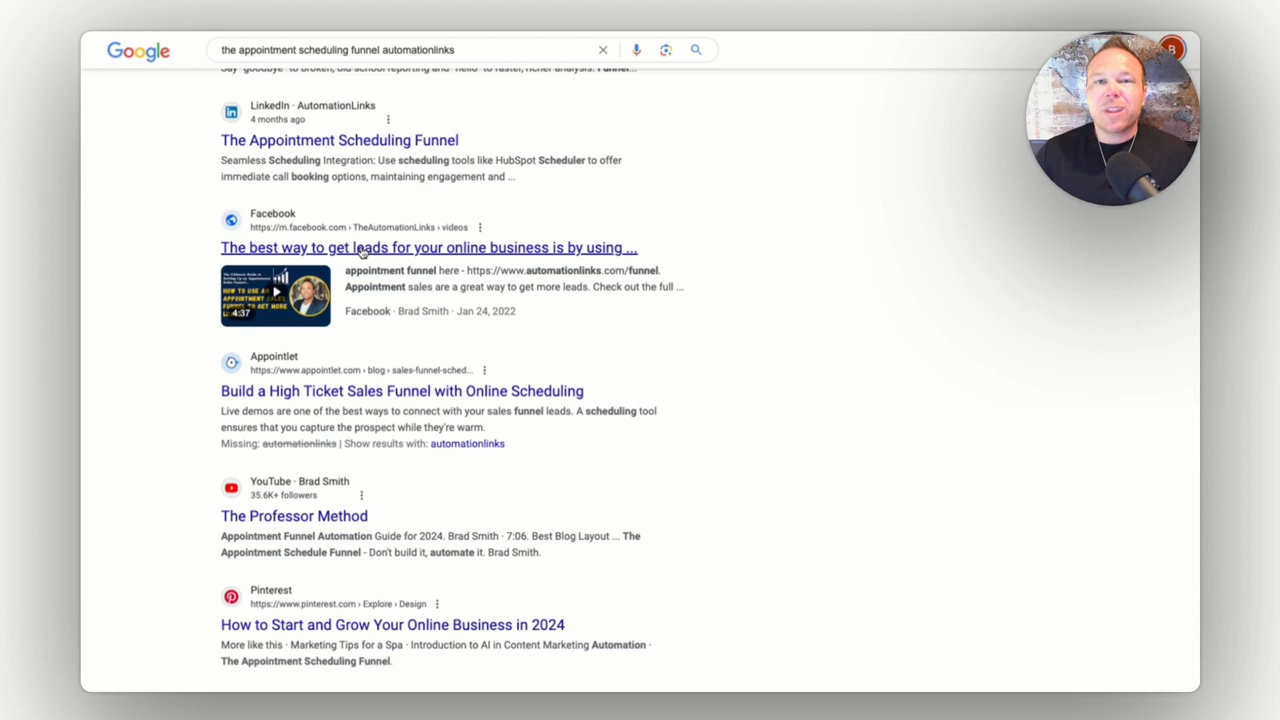 Google
the appointment scheduling funnel automationlinks
B
Say "goodbye" to broken, old school reporting and "hello" to faster, richer analysis. Funnel...
LinkedIn · AutomationLinks
4 months ago
The Appointment Scheduling Funnel
Seamless Scheduling Integration: Use scheduling tools like HubSpot Scheduler to offer
immediate call booking options, maintaining engagement and ...
Facebook
https://m.facebook.com › TheAutomationLinks › videos
The best way to get leads for your online business is by using ...
HOW TO USE AN
APPOINTMENT SALES
FUNNEL TO GET MORE
4:37
appointment funnel here - https://www.automationlinks.com/funnel.
Appointment sales are a great way to get more leads. Check out the full ...
Facebook · Brad Smith · Jan 24, 2022
Appointlet
https://www.appointlet.com › blog › sales-funnel-sched...
Build a High Ticket Sales Funnel with Online Scheduling
Live demos are one of the best ways to connect with your sales funnel leads. A scheduling tool
ensures that you capture the prospect while they're warm.
Missing: automationlinks | Show results with: automationlinks
YouTube · Brad Smith
35.6K+ followers
The Professor Method
Appointment Funnel Automation Guide for 2024. Brad Smith · 7:06. Best Blog Layout ... The
Appointment Schedule Funnel - Don't build it, automate it. Brad Smith.
Pinterest
https://www.pinterest.com › Explore › Design
How to Start and Grow Your Online Business in 2024
More like this · Marketing Tips for a Spa · Introduction to AI in Content Marketing Automation ·
The Appointment Scheduling Funnel.